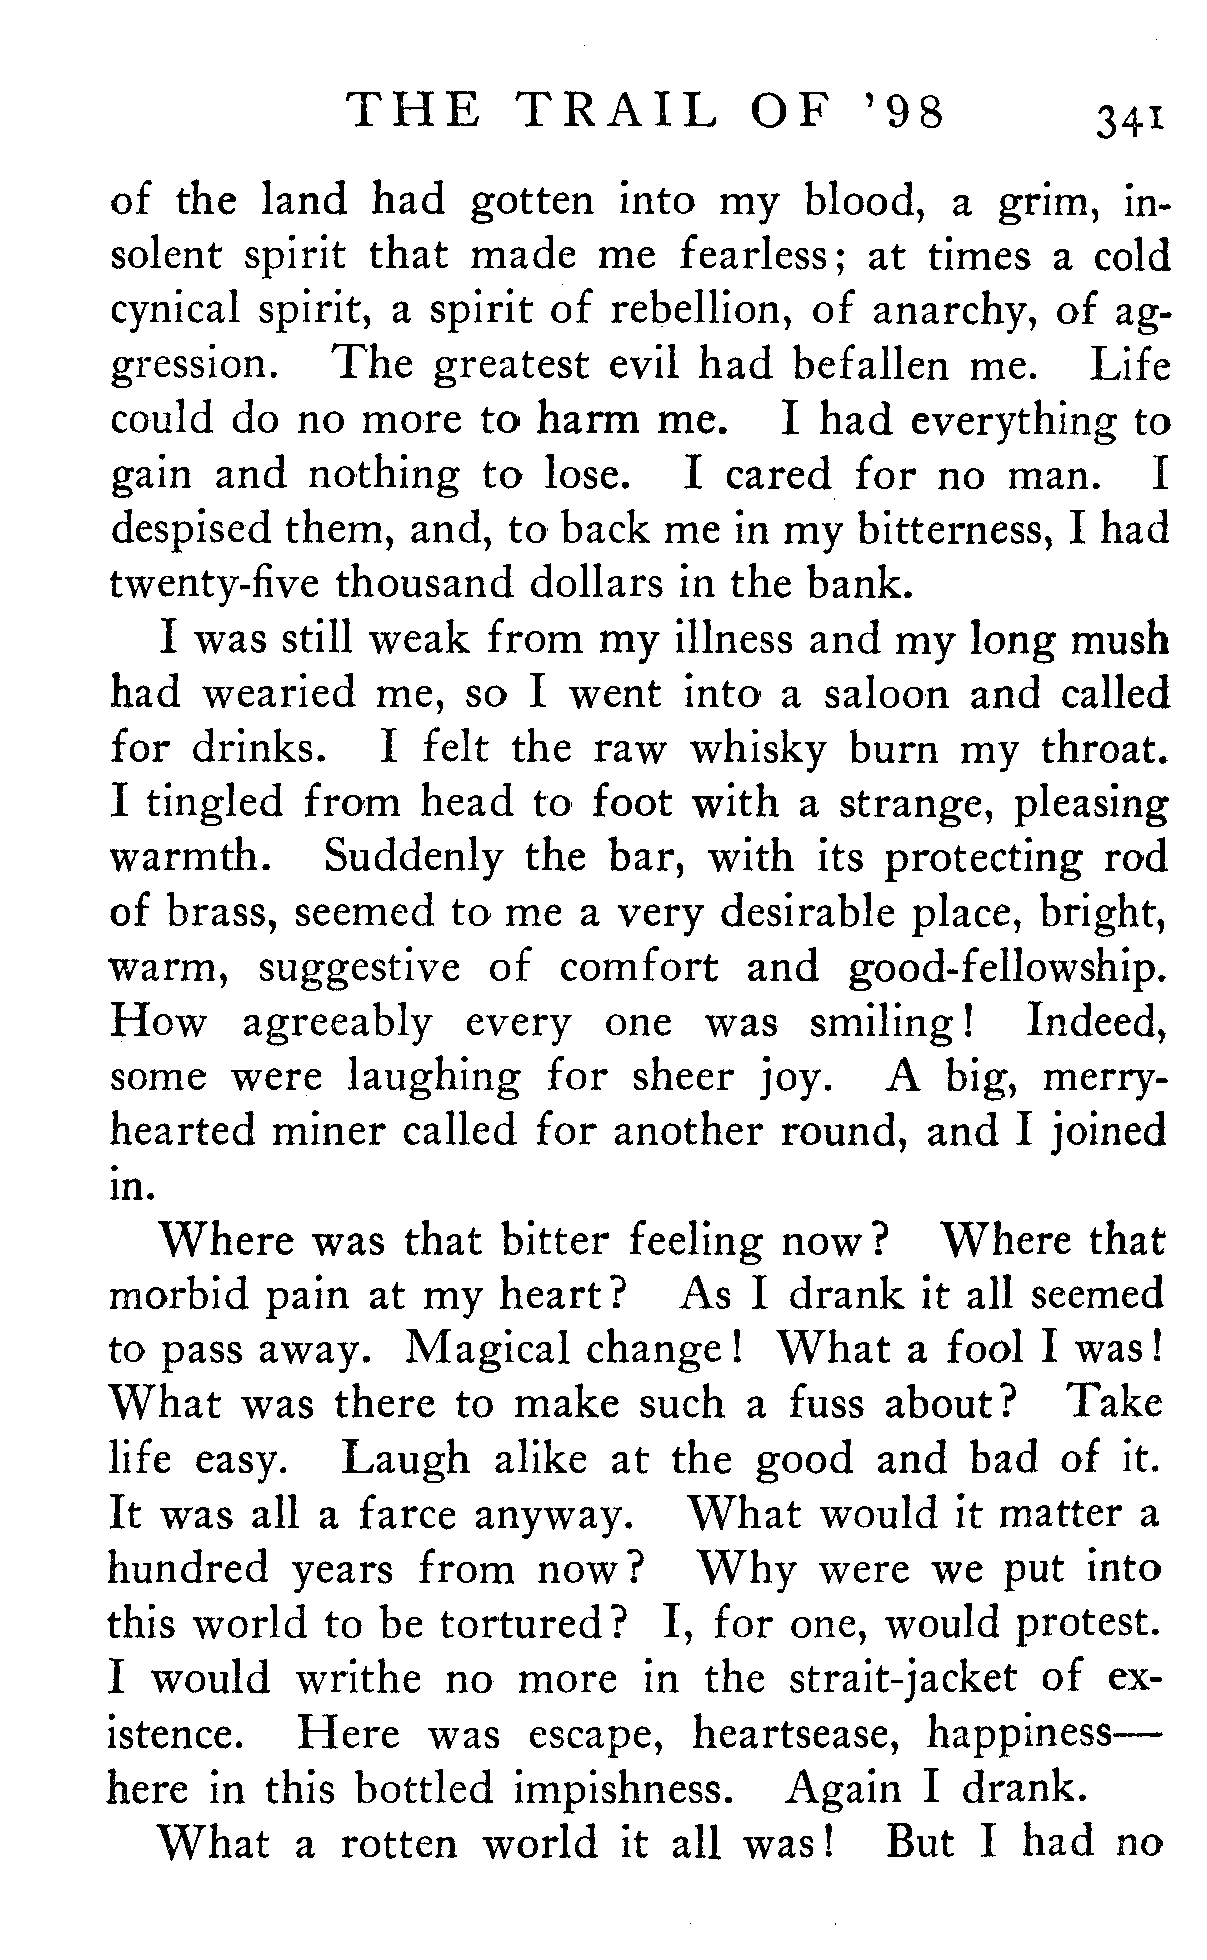 THE TRAIL OF '98 341
of the land had gotten into my blood, a grim, in-
solent spirit that made me fearless; at times a cold
cynical spirit, a spirit of rebellion, of anarchy, of ag-
gression. The greatest evil had befallen me. Life
could do no more to harm me. I had everything to
gain and nothing to lose. I cared for no man. I
despised them, and, to back me in my bitterness, I had
twenty-five thousand dollars in the bank.
I was still weak from my illness and my long mush
had wearied me, so I went into a saloon and called
for drinks. I felt the raw whisky burn my throat.
I tingled from head to foot with a strange, pleasing
warmth. Suddenly the bar, with its protecting rod
of brass, seemed to me a very desirable place, bright,
warm, suggestive of comfort and good-fellowship.
How agreeably every one was smiling! Indeed,
some were laughing for sheer joy. A big, merry-
hearted miner called for another round, and I joined
in.
Where was that bitter feeling now? Where that
morbid pain at my heart? As I drank it all seemed
to pass away. Magical change! What a fool I was!
What was there to make such a fuss about? Take
life easy. Laugh alike at the good and bad of it.
It was all a farce anyway. What would it matter a
hundred years from now? Why were we put into
this world to be tortured? I, for one, would protest.
I would writhe no more in the strait-jacket of ex-
istence. Here was escape, heartsease, happiness—
here in this bottled impishness. Again I drank.
What a rotten world it all was! But I had no